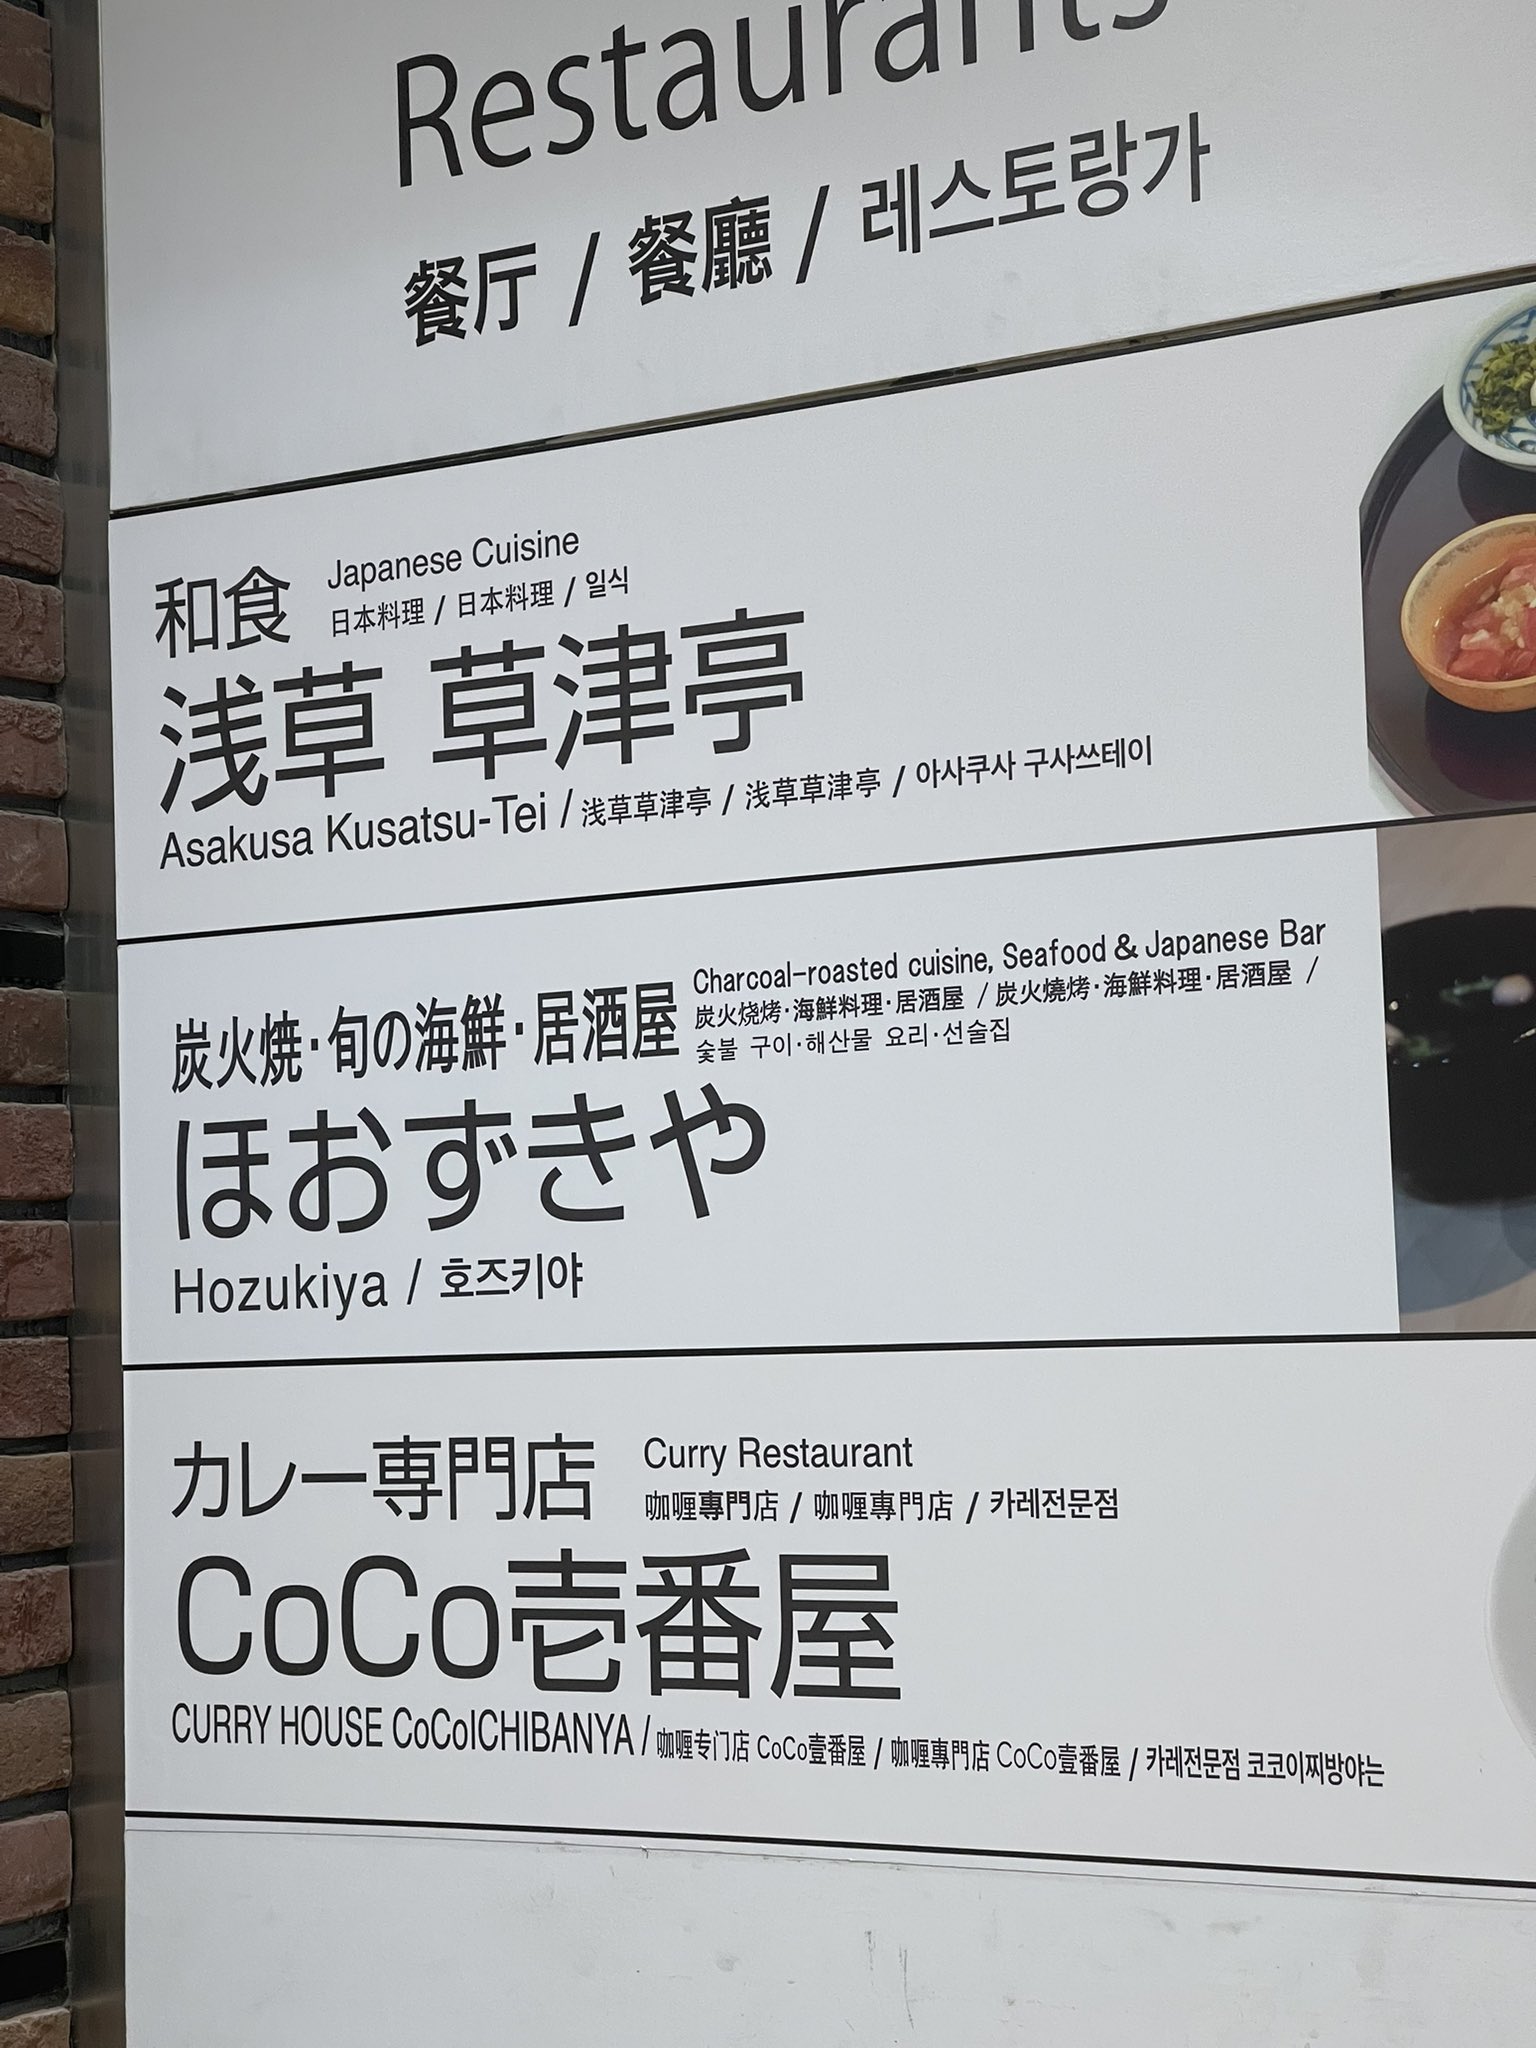 Restaurants
餐厅 / 餐廳 / 레스토랑가
和食 Japanese Cuisine
日本料理 / 日本料理 / 일식
浅草 草津亭
Asakusa Kusatsu-Tei / 浅草草津亭 / 浅草草津亭 / 아사쿠사 구사쓰테이
炭火焼･旬の海鮮･居酒屋 Charcoal-roasted cuisine, Seafood & Japanese Bar
炭火烧烤･海鮮料理･居酒屋 / 炭火燒烤･海鮮料理･居酒屋 /
숯불 구이･해산물 요리･선술집
ほおずきや
Hozukiya / 호즈키야
カレー専門店 Curry Restaurant
咖喱專門店 / 咖喱專門店 / 카레전문점
CoCo壱番屋
CURRY HOUSE CoCoICHIBANYA / 咖喱专门店 CoCo壹番屋 / 咖喱專門店 CoCo壹番屋 / 카레전문점 코코이찌방야는